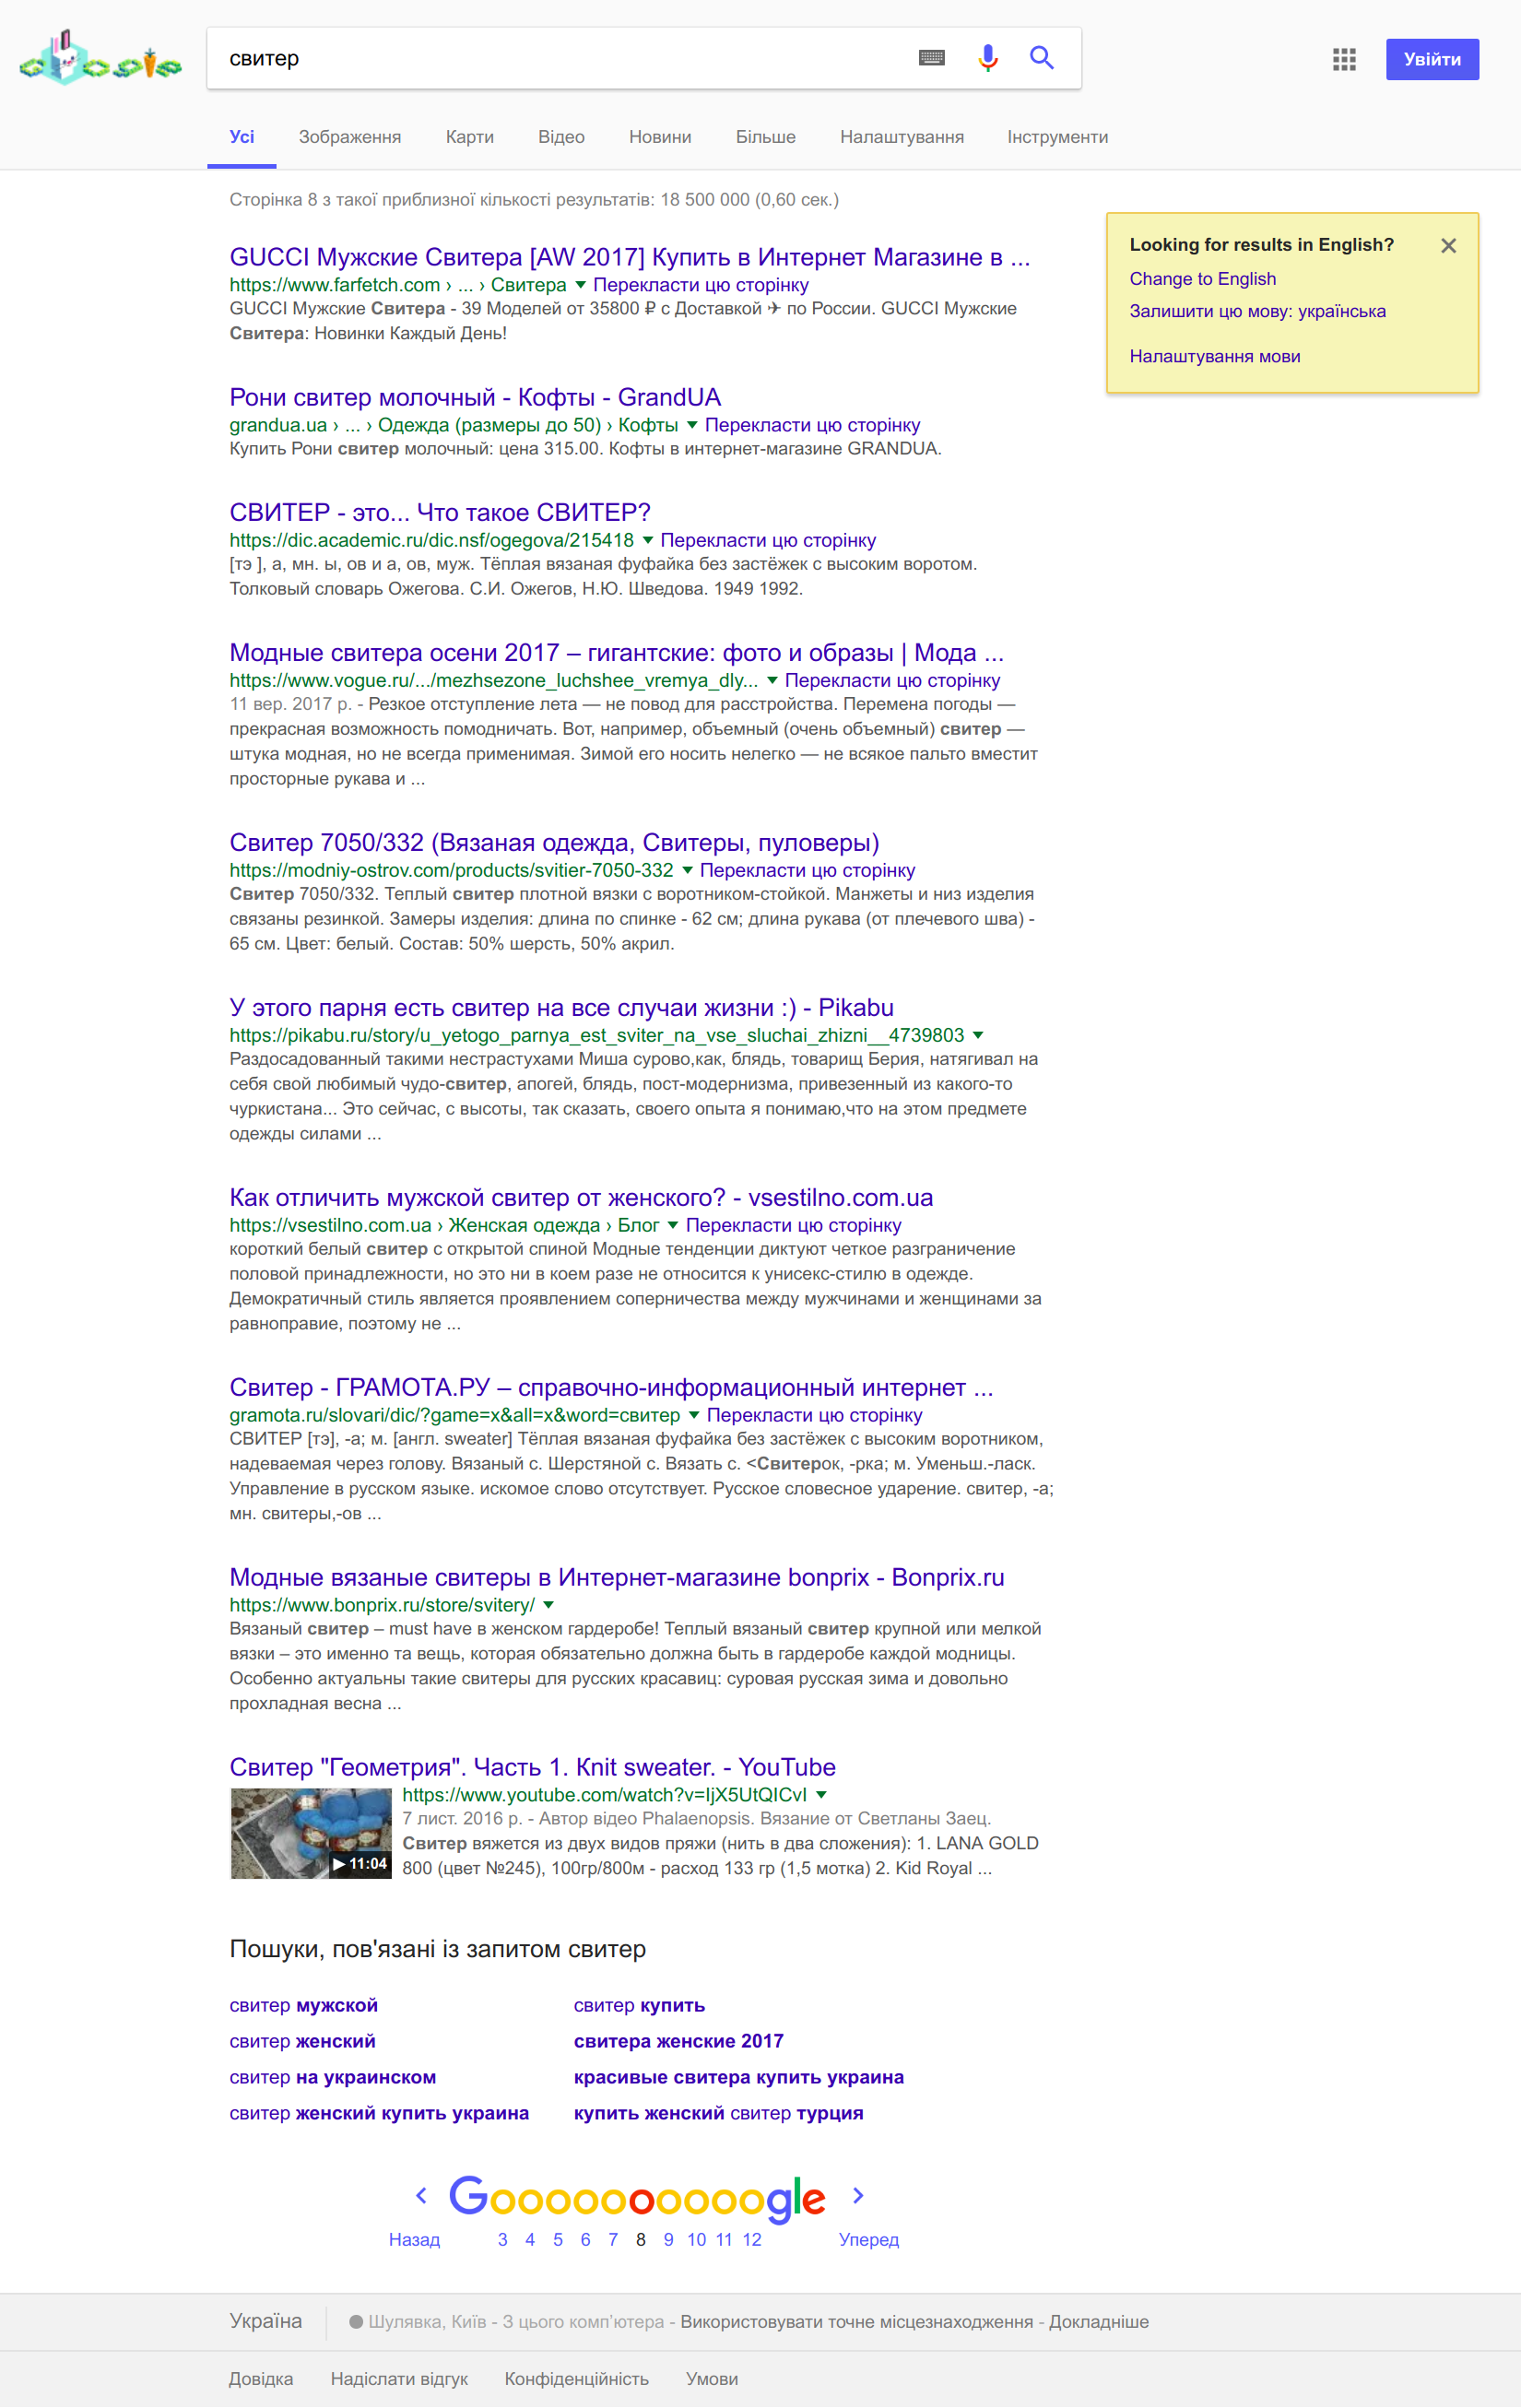 свитер
Увійти
Усі Зображення Карти Відео Новини Більше Налаштування Інструменти
Сторінка 8 з такої приблизної кількості результатів: 18 500 000 (0,60 сек.)
Looking for results in English?
Change to English
Залишити цю мову: українська
Налаштування мови
GUCCI Мужские Свитера [AW 2017] Купить в Интернет Магазине в ...
https://www.farfetch.com › ... › Свитера ▼ Перекласти цю сторінку
GUCCI Мужские Свитера - 39 Моделей от 35800 ₽ с Доставкой ✈ по России. GUCCI Мужские
Свитера: Новинки Каждый День!
Рони свитер молочный - Кофты - GrandUA
grandua.ua › ... › Одежда (размеры до 50) › Кофты ▼ Перекласти цю сторінку
Купить Рони свитер молочный: цена 315.00. Кофты в интернет-магазине GRANDUA.
СВИТЕР - это... Что такое СВИТЕР?
https://dic.academic.ru/dic.nsf/ogegova/215418 ▼ Перекласти цю сторінку
[тэ ], а, мн. ы, ов и а, ов, муж. Тёплая вязаная фуфайка без застёжек с высоким воротом.
Толковый словарь Ожегова. С.И. Ожегов, Н.Ю. Шведова. 1949 1992.
Модные свитера осени 2017 – гигантские: фото и образы | Мода ...
https://www.vogue.ru/.../mezhsezone_luchshee_vremya_dly... ▼ Перекласти цю сторінку
11 вер. 2017 р. - Резкое отступление лета — не повод для расстройства. Перемена погоды —
прекрасная возможность помодничать. Вот, например, объемный (очень объемный) свитер —
штука модная, но не всегда применимая. Зимой его носить нелегко — не всякое пальто вместит
просторные рукава и ...
Свитер 7050/332 (Вязаная одежда, Свитеры, пуловеры)
https://modniy-ostrov.com/products/svitier-7050-332 ▼ Перекласти цю сторінку
Свитер 7050/332. Теплый свитер плотной вязки с воротником-стойкой. Манжеты и низ изделия
связаны резинкой. Замеры изделия: длина по спинке - 62 см; длина рукава (от плечевого шва) -
65 см. Цвет: белый. Состав: 50% шерсть, 50% акрил.
У этого парня есть свитер на все случаи жизни :) - Pikabu
https://pikabu.ru/story/u_yetogo_parnya_est_sviter_na_vse_sluchai_zhizni__4739803 ▼
Раздосадованный такими нестрастухами Миша сурово,как, блядь, товарищ Берия, натягивал на
себя свой любимый чудо-свитер, апогей, блядь, пост-модернизма, привезенный из какого-то
чуркистана... Это сейчас, с высоты, так сказать, своего опыта я понимаю,что на этом предмете
одежды силами ...
Как отличить мужской свитер от женского? - vsestilno.com.ua
https://vsestilno.com.ua › Женская одежда › Блог ▼ Перекласти цю сторінку
короткий белый свитер с открытой спиной Модные тенденции диктуют четкое разграничение
половой принадлежности, но это ни в коем разе не относится к унисекс-стилю в одежде.
Демократичный стиль является проявлением соперничества между мужчинами и женщинами за
равноправие, поэтому не ...
Свитер - ГРАМОТА.РУ – справочно-информационный интернет ...
gramota.ru/slovari/dic/?game=x&all=x&word=свитер ▼ Перекласти цю сторінку
СВИТЕР [тэ], -а; м. [англ. sweater] Тёплая вязаная фуфайка без застёжек с высоким воротником,
надеваемая через голову. Вязаный с. Шерстяной с. Вязать с. <Свитерок, -рка; м. Уменьш.-ласк.
Управление в русском языке. искомое слово отсутствует. Русское словесное ударение. свитер, -а;
мн. свитеры,-ов ...
Модные вязаные свитеры в Интернет-магазине bonprix - Bonprix.ru
https://www.bonprix.ru/store/svitery/ ▼
Вязаный свитер – must have в женском гардеробе! Теплый вязаный свитер крупной или мелкой
вязки – это именно та вещь, которая обязательно должна быть в гардеробе каждой модницы.
Особенно актуальны такие свитеры для русских красавиц: суровая русская зима и довольно
прохладная весна ...
Свитер "Геометрия". Часть 1. Knit sweater. - YouTube
https://www.youtube.com/watch?v=IjX5UtQICvI ▼
7 лист. 2016 р. - Автор відео Phalaenopsis. Вязание от Светланы Заец.
Свитер вяжется из двух видов пряжи (нить в два сложения): 1. LANA GOLD
800 (цвет №245), 100гр/800м - расход 133 гр (1,5 мотка) 2. Kid Royal ...
▶ 11:04
Пошуки, пов'язані із запитом свитер
свитер мужской свитер купить
свитер женский свитера женские 2017
свитер на украинском красивые свитера купить украина
свитер женский купить украина купить женский свитер турция
Goooooooooogle
Назад 3 4 5 6 7 8 9 10 11 12 Уперед
Україна Шулявка, Київ - З цього комп'ютера - Використовувати точне місцезнаходження - Докладніше
Довідка Надіслати відгук Конфіденційність Умови